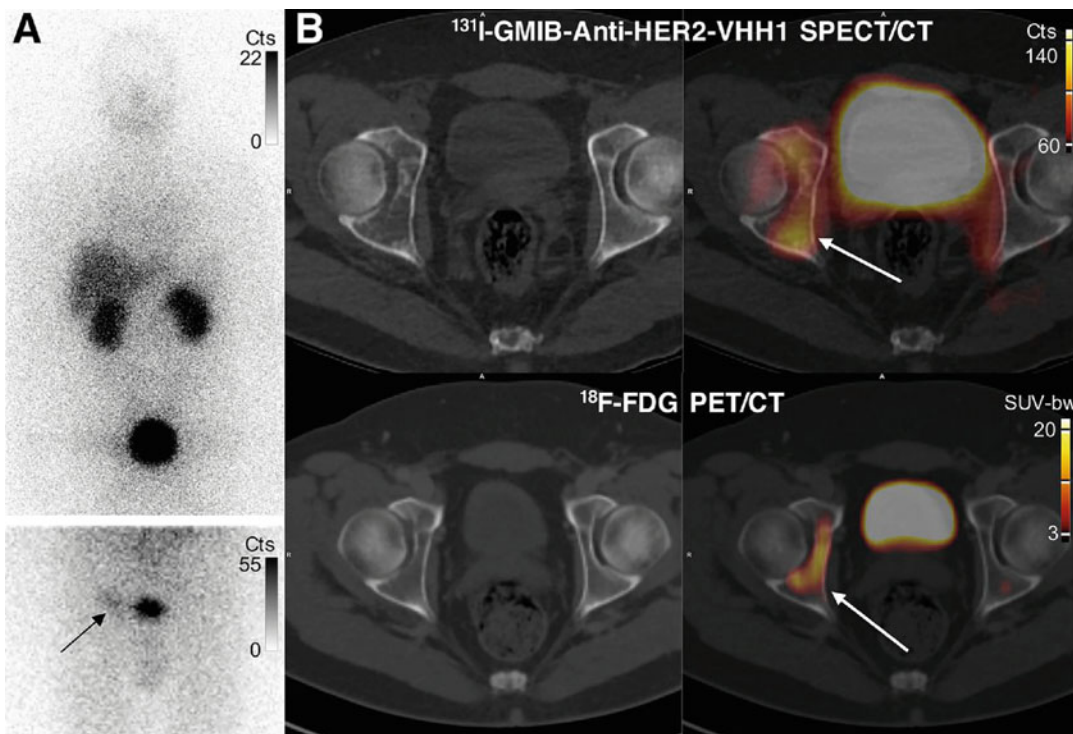 A
Cts
22
0
Cts
55
0
B
¹³¹I-GMIB-Anti-HER2-VHH1 SPECT/CT
A
A
Cts
140
60
R
R
¹⁸F-FDG PET/CT
A
A
SUV-bw
20
3
R
R